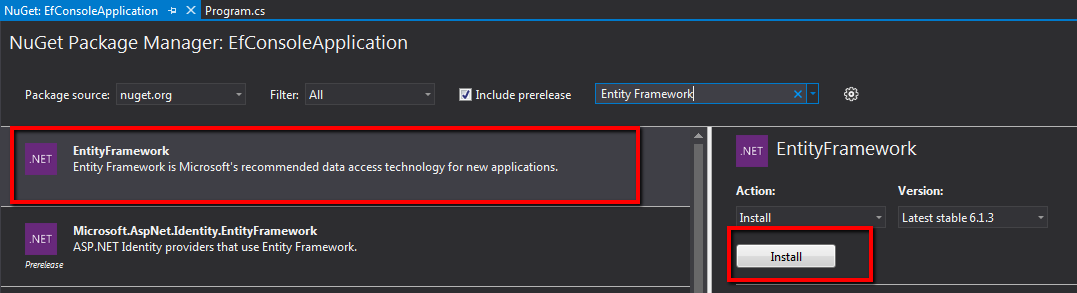 NuGet: EfConsoleApplication Program.cs
NuGet Package Manager: EfConsoleApplication
Package source: nuget.org Filter: All Include prerelease Entity Framework
.NET EntityFramework
Entity Framework is Microsoft's recommended data access technology for new applications.
.NET Microsoft.AspNet.Identity.EntityFramework
ASP.NET Identity providers that use Entity Framework.
Prerelease
.NET EntityFramework
Action: Version:
Install Latest stable 6.1.3
Install